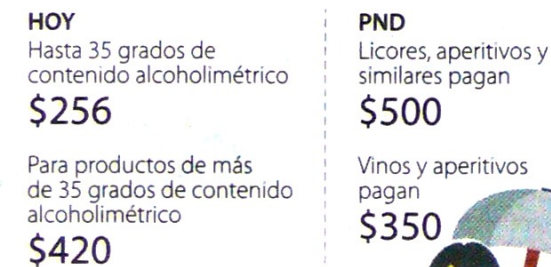 HOY
Hasta 35 grados de
contenido alcoholimétrico
$256
Para productos de más
de 35 grados de contenido
alcoholimétrico
$420
PND
Licores, aperitivos y
similares pagan
$500
Vinos y aperitivos
pagan
$350